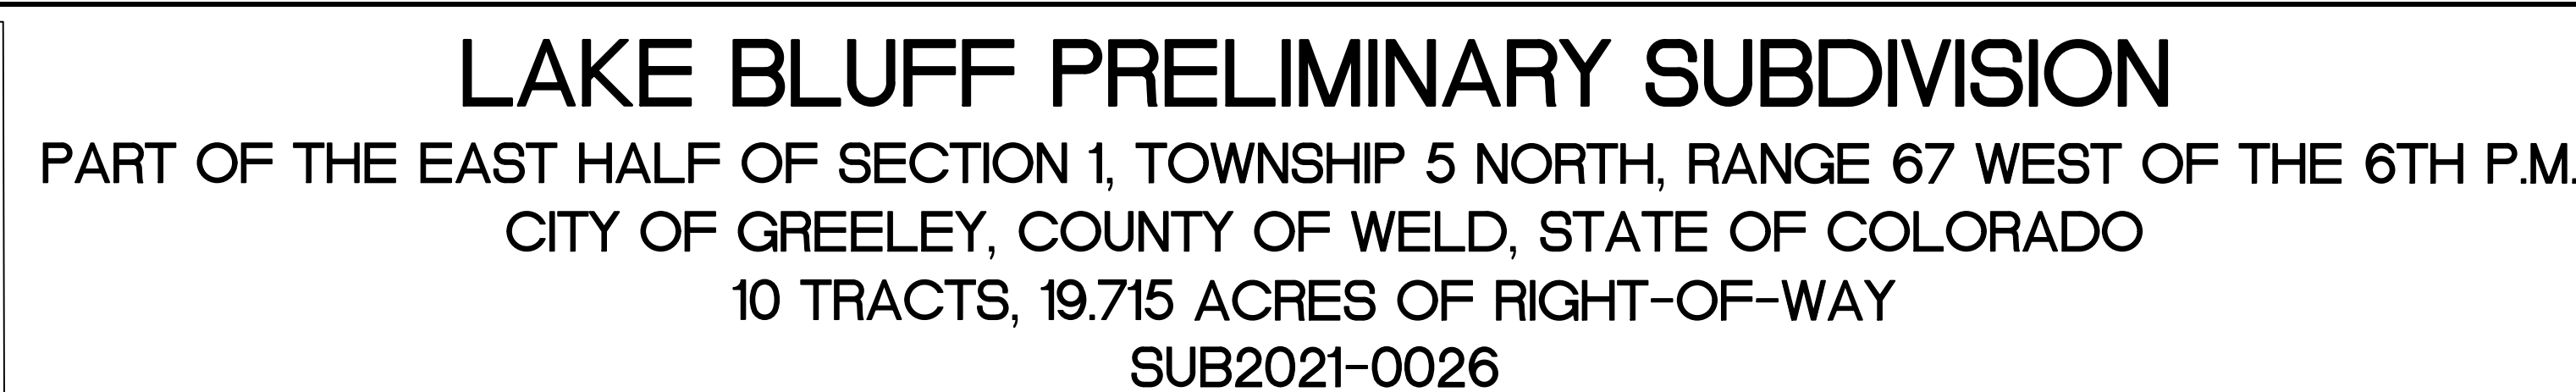 LAKE BLUFF PRELIMINARY SUBDIVISION
PART OF THE EAST HALF OF SECTION 1, TOWNSHIP 5 NORTH, RANGE 67 WEST OF THE 6TH P.M.
CITY OF GREELEY, COUNTY OF WELD, STATE OF COLORADO
10 TRACTS, 19.715 ACRES OF RIGHT-OF-WAY
SUB2021-0026